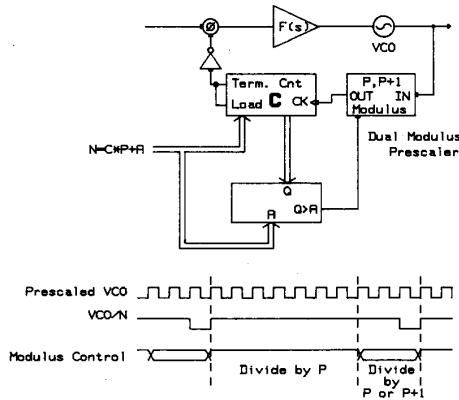 Ø
F(s)
VCO
Term. Cnt
Load C CK
P,P+1
OUT IN
Modulus
Dual Modulus
Prescaler
N=C*P+A
Q
A
Q>A
Prescaled VCO
VCO/N
Modulus Control
Divide by P
Divide
by
P or P+1